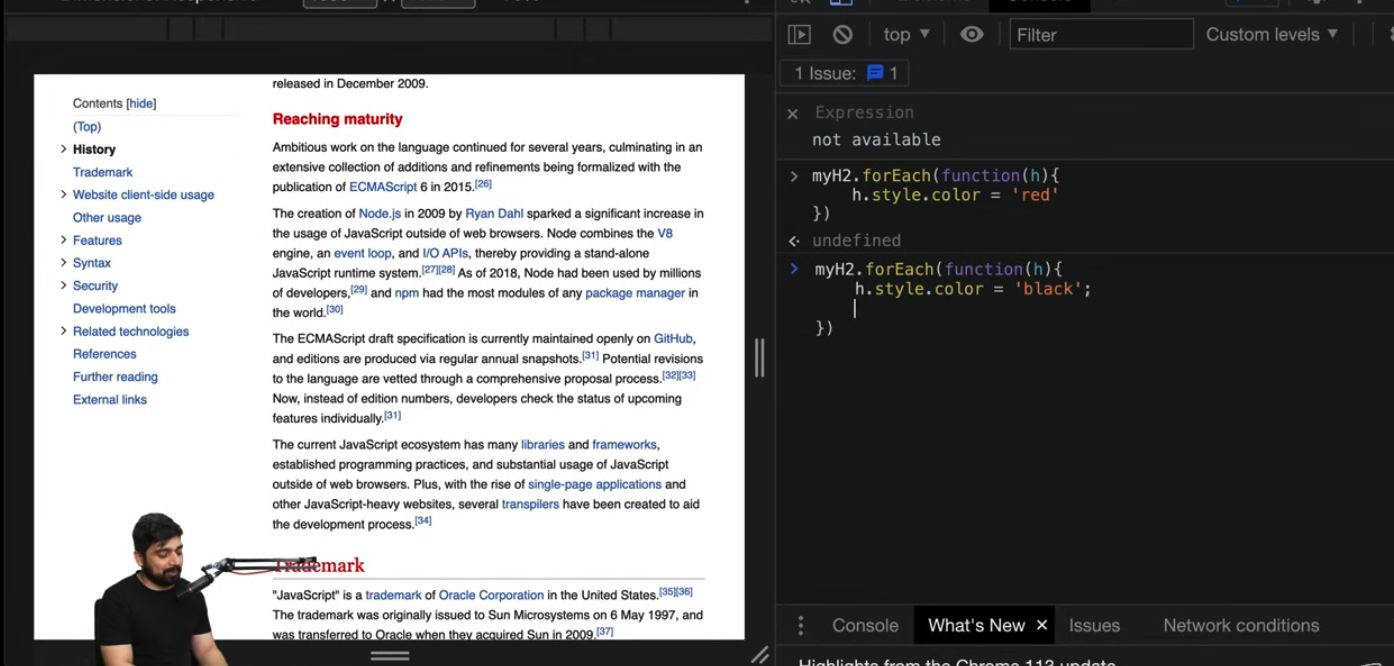 top ▼
Filter
Custom levels ▼
1 Issue: 1
released in December 2009.
Contents [hide]
(Top)
History
Trademark
Website client-side usage
Other usage
Features
Syntax
Security
Development tools
Related technologies
References
Further reading
External links
Reaching maturity
Ambitious work on the language continued for several years, culminating in an
extensive collection of additions and refinements being formalized with the
publication of ECMAScript 6 in 2015.[26]
The creation of Node.js in 2009 by Ryan Dahl sparked a significant increase in
the usage of JavaScript outside of web browsers. Node combines the V8
engine, an event loop, and I/O APIs, thereby providing a stand-alone
JavaScript runtime system.[27][28] As of 2018, Node had been used by millions
of developers,[29] and npm had the most modules of any package manager in
the world.[30]
The ECMAScript draft specification is currently maintained openly on GitHub,
and editions are produced via regular annual snapshots.[31] Potential revisions
to the language are vetted through a comprehensive proposal process.[32][33]
Now, instead of edition numbers, developers check the status of upcoming
features individually.[31]
The current JavaScript ecosystem has many libraries and frameworks,
established programming practices, and substantial usage of JavaScript
outside of web browsers. Plus, with the rise of single-page applications and
other JavaScript-heavy websites, several transpilers have been created to aid
the development process.[34]
Trademark
"JavaScript" is a trademark of Oracle Corporation in the United States.[35][36]
The trademark was originally issued to Sun Microsystems on 6 May 1997, and
was transferred to Oracle when they acquired Sun in 2009.[37]
Expression
not available
myH2.forEach(function(h){
h.style.color = 'red'
})
undefined
myH2.forEach(function(h){
h.style.color = 'black';
})
Console
What's New ×
Issues
Network conditions
Highlights from the Chrome 113 update